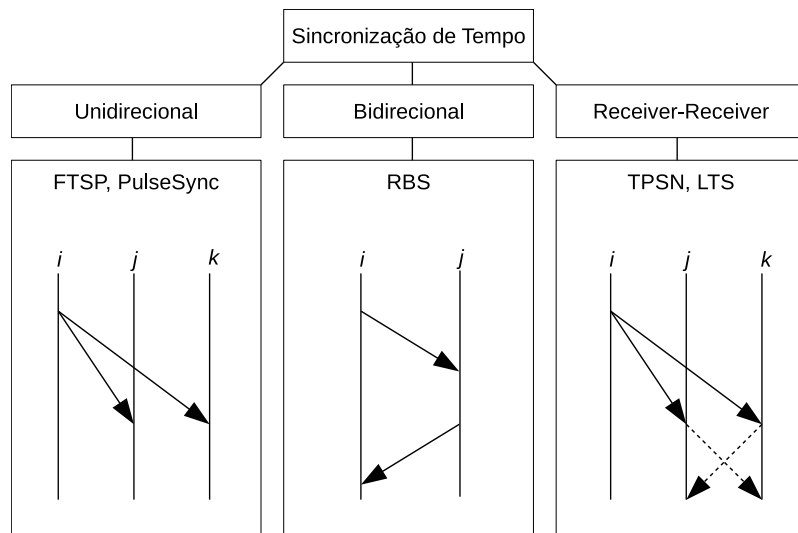 Sincronização de Tempo
Unidirecional
Bidirecional
Receiver-Receiver
FTSP, PulseSync
RBS
TPSN, LTS
i j k
i j
i j k